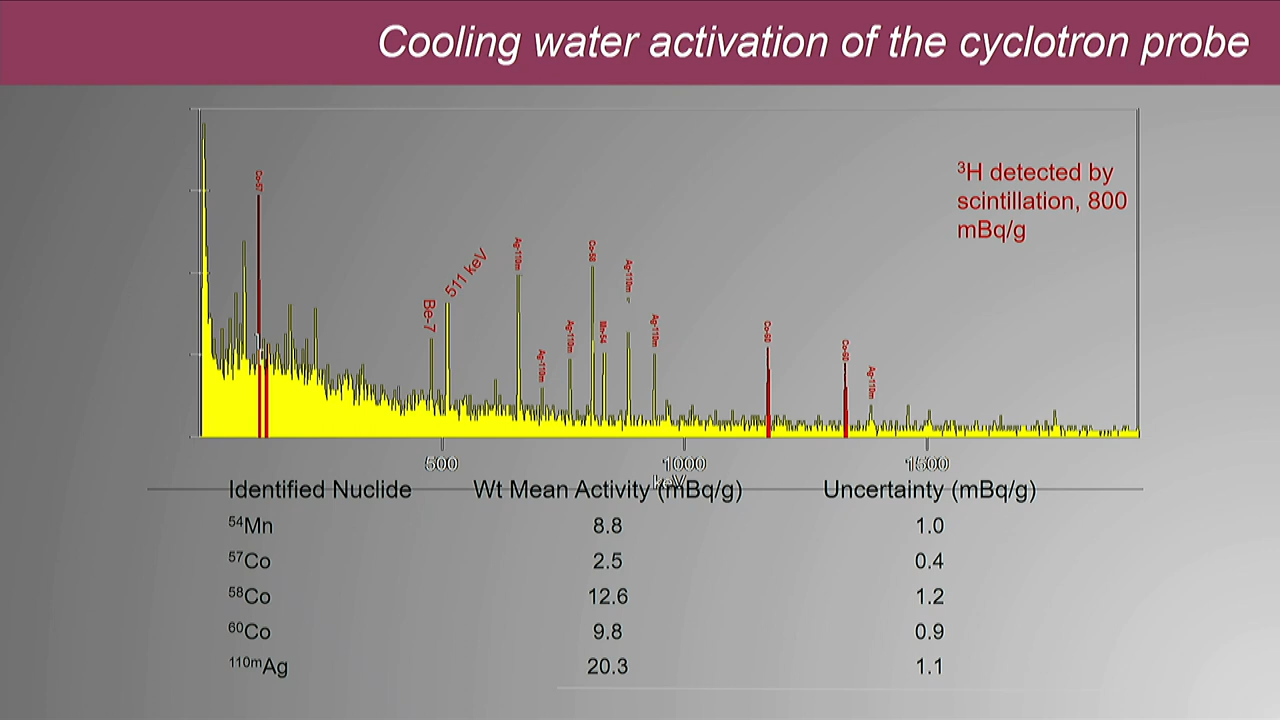 Cooling water activation of the cyclotron probe
³H detected by
scintillation, 800
mBq/g
Co-57
Be-7
511 keV
Ag-110m
Ag-110m
Ag-110m
Co-58
Mn-54
Ag-110m
Ag-110m
Co-60
Co-60
Ag-110m
500 1000 1500
keV
Identified Nuclide Wt Mean Activity (mBq/g) Uncertainty (mBq/g)
⁵⁴Mn 8.8 1.0
⁵⁷Co 2.5 0.4
⁵⁸Co 12.6 1.2
⁶⁰Co 9.8 0.9
¹¹⁰ᵐAg 20.3 1.1